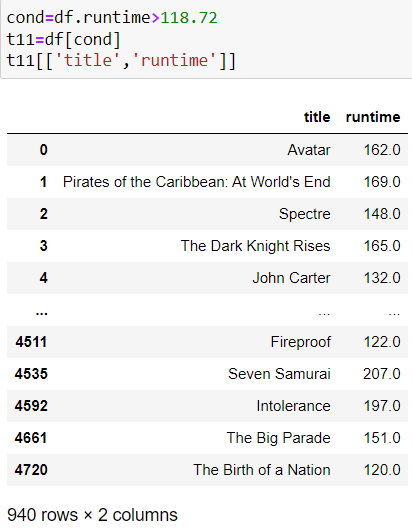 cond=df.runtime>118.72
t11=df[cond]
t11[['title','runtime']]
title runtime
0 Avatar 162.0
1 Pirates of the Caribbean: At World's End 169.0
2 Spectre 148.0
3 The Dark Knight Rises 165.0
4 John Carter 132.0
... ... ...
4511 Fireproof 122.0
4535 Seven Samurai 207.0
4592 Intolerance 197.0
4661 The Big Parade 151.0
4720 The Birth of a Nation 120.0
940 rows × 2 columns